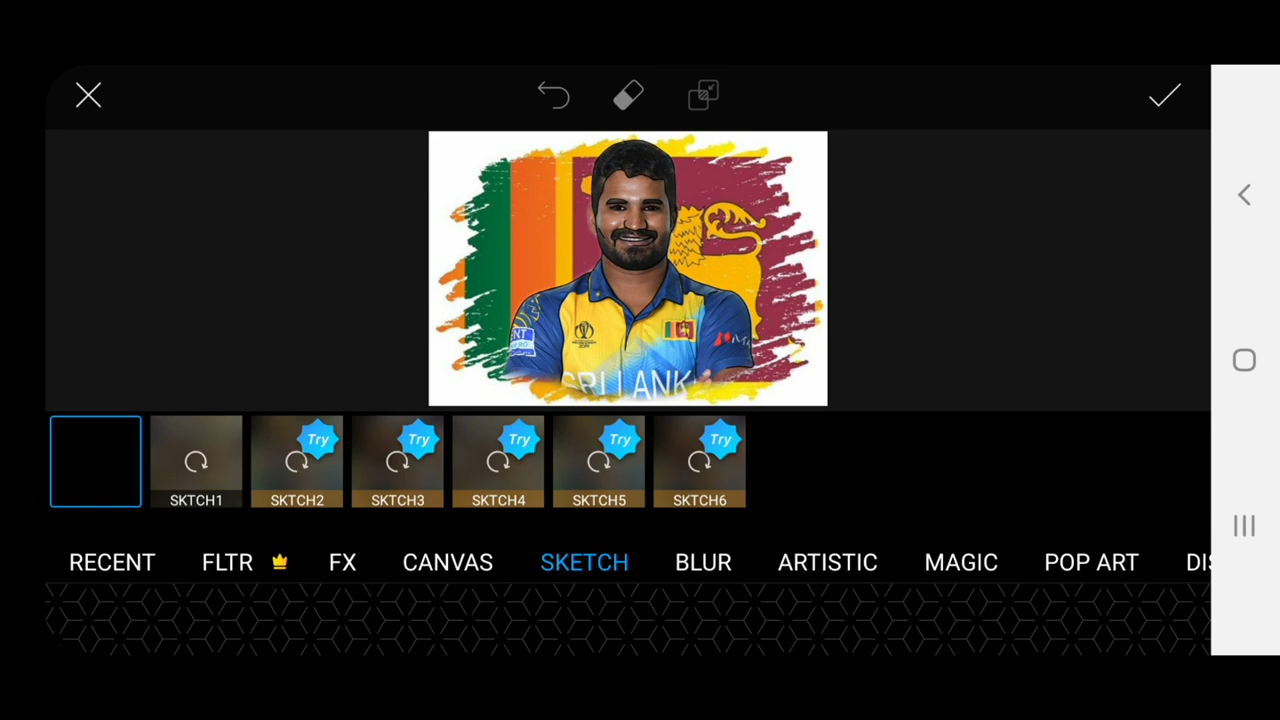 SRI LANK
Try
Try
Try
Try
Try
SKTCH1
SKTCH2
SKTCH3
SKTCH4
SKTCH5
SKTCH6
RECENT
FLTR
FX
CANVAS
SKETCH
BLUR
ARTISTIC
MAGIC
POP ART
DIS